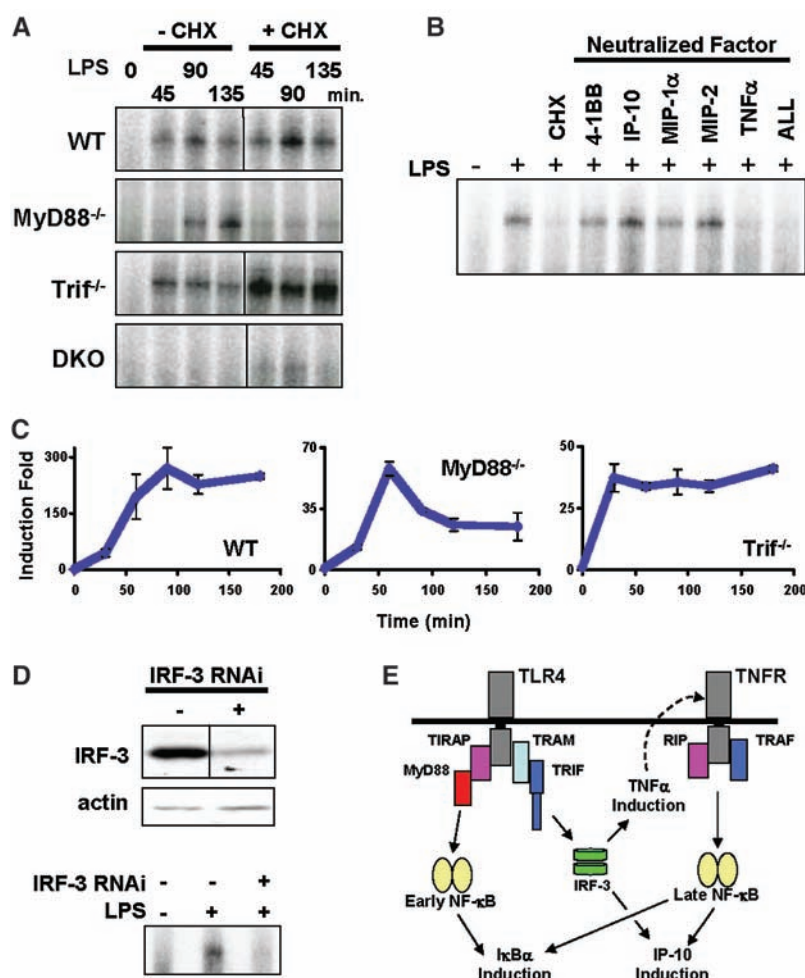 A
- CHX + CHX
LPS 0 90 45 135
45 135 90 min.
WT
MyD88-/-
Trif-/-
DKO
B
Neutralized Factor
CHX 4-1BB IP-10 MIP-1α MIP-2 TNFα ALL
LPS - + + + + + + + +
C
Induction Fold
300
150
0
0 50 100 150 200
WT
70
35
0
0 50 100 150 200
MyD88-/-
50
25
0
0 50 100 150 200
Trif-/-
Time (min)
D
IRF-3 RNAi
- +
IRF-3
actin
IRF-3 RNAi - - +
LPS - + +
E
TLR4 TNFR
TIRAP TRAM RIP TRAF
MyD88 TRIF
TNFα
Induction
IRF-3
Early NF-κB Late NF-κB
IκBα IP-10
Induction Induction